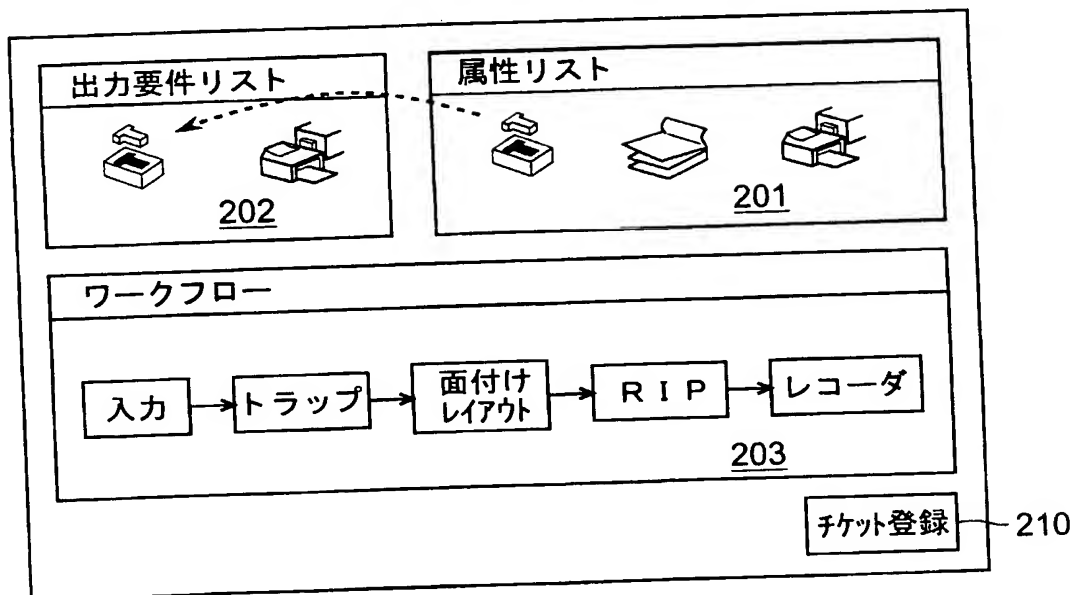 出力要件リスト
属性リスト
202
201
ワークフロー
入力
トラップ
面付け
レイアウト
RIP
レコーダ
203
チケット登録
210